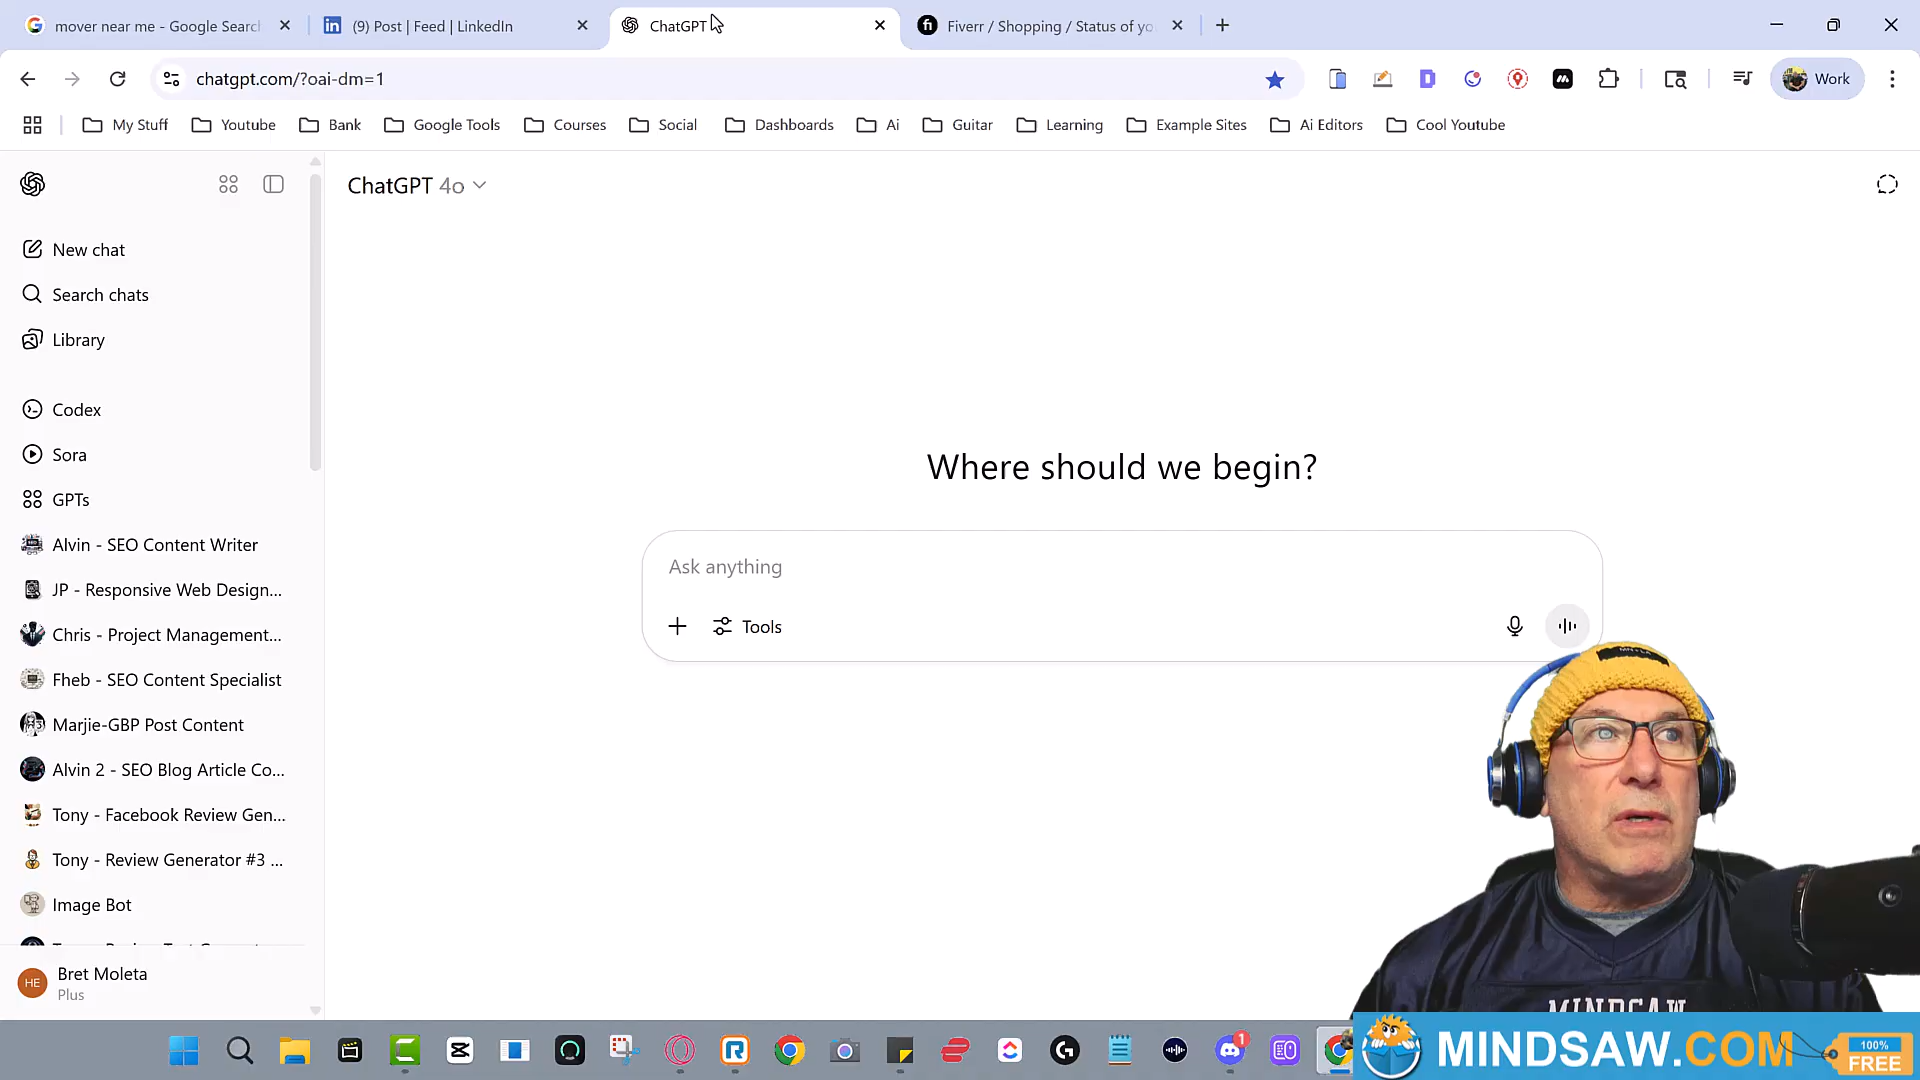 mover near me - Google Searc
(9) Post | Feed | LinkedIn
ChatGPT
Fiverr / Shopping / Status of yo
chatgpt.com/?oai-dm=1
Work
My Stuff
Youtube
Bank
Google Tools
Courses
Social
Dashboards
Ai
Guitar
Learning
Example Sites
Ai Editors
Cool Youtube
ChatGPT 4o
New chat
Search chats
Library
Codex
Sora
GPTs
Alvin - SEO Content Writer
JP - Responsive Web Design...
Chris - Project Management...
Fheb - SEO Content Specialist
Marjie-GBP Post Content
Alvin 2 - SEO Blog Article Co...
Tony - Facebook Review Gen...
Tony - Review Generator #3 ...
Image Bot
HE
Bret Moleta
Plus
Where should we begin?
Ask anything
Tools
MINDSAW
1
MINDSAW.COM
100%
FREE